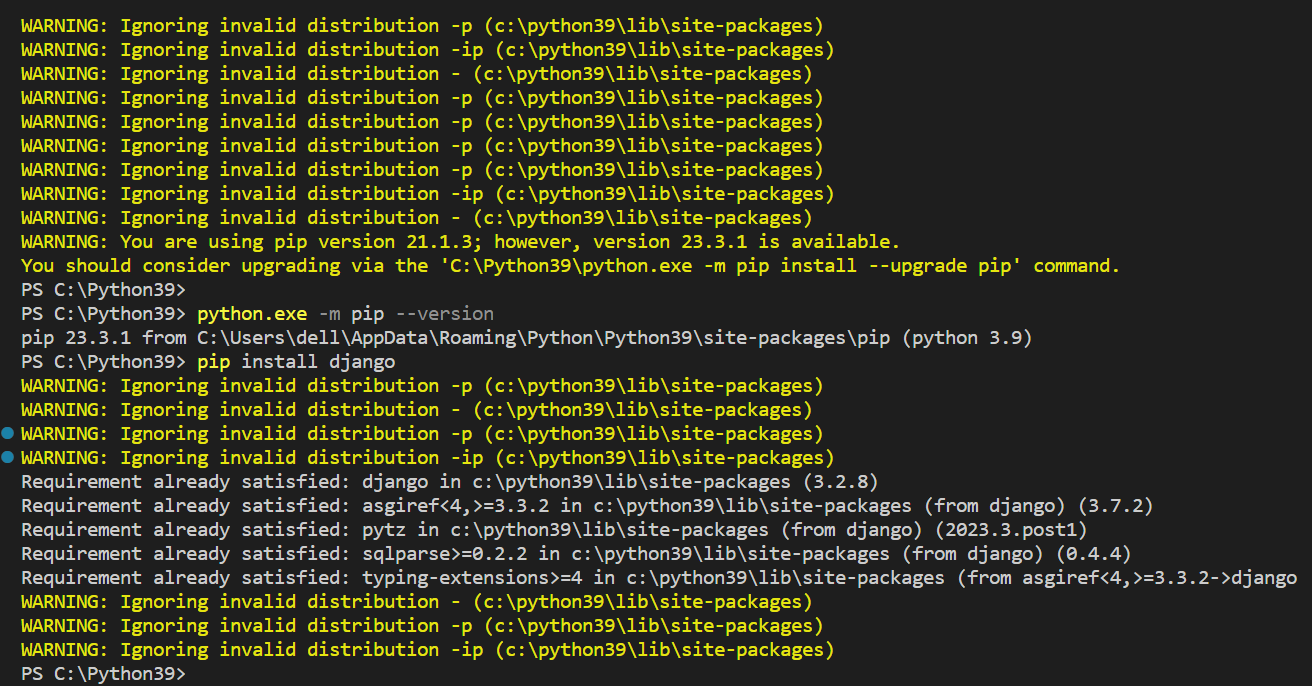 WARNING: Ignoring invalid distribution -p (c:\python39\lib\site-packages)
WARNING: Ignoring invalid distribution -ip (c:\python39\lib\site-packages)
WARNING: Ignoring invalid distribution - (c:\python39\lib\site-packages)
WARNING: Ignoring invalid distribution -p (c:\python39\lib\site-packages)
WARNING: Ignoring invalid distribution -p (c:\python39\lib\site-packages)
WARNING: Ignoring invalid distribution -p (c:\python39\lib\site-packages)
WARNING: Ignoring invalid distribution -p (c:\python39\lib\site-packages)
WARNING: Ignoring invalid distribution -ip (c:\python39\lib\site-packages)
WARNING: Ignoring invalid distribution - (c:\python39\lib\site-packages)
WARNING: You are using pip version 21.1.3; however, version 23.3.1 is available.
You should consider upgrading via the 'C:\Python39\python.exe -m pip install --upgrade pip' command.
PS C:\Python39>
PS C:\Python39> python.exe -m pip --version
pip 23.3.1 from C:\Users\dell\AppData\Roaming\Python\Python39\site-packages\pip (python 3.9)
PS C:\Python39> pip install django
WARNING: Ignoring invalid distribution -p (c:\python39\lib\site-packages)
WARNING: Ignoring invalid distribution - (c:\python39\lib\site-packages)
WARNING: Ignoring invalid distribution -p (c:\python39\lib\site-packages)
WARNING: Ignoring invalid distribution -ip (c:\python39\lib\site-packages)
Requirement already satisfied: django in c:\python39\lib\site-packages (3.2.8)
Requirement already satisfied: asgiref<4,>=3.3.2 in c:\python39\lib\site-packages (from django) (3.7.2)
Requirement already satisfied: pytz in c:\python39\lib\site-packages (from django) (2023.3.post1)
Requirement already satisfied: sqlparse>=0.2.2 in c:\python39\lib\site-packages (from django) (0.4.4)
Requirement already satisfied: typing-extensions>=4 in c:\python39\lib\site-packages (from asgiref<4,>=3.3.2->django
WARNING: Ignoring invalid distribution - (c:\python39\lib\site-packages)
WARNING: Ignoring invalid distribution -p (c:\python39\lib\site-packages)
WARNING: Ignoring invalid distribution -ip (c:\python39\lib\site-packages)
PS C:\Python39>